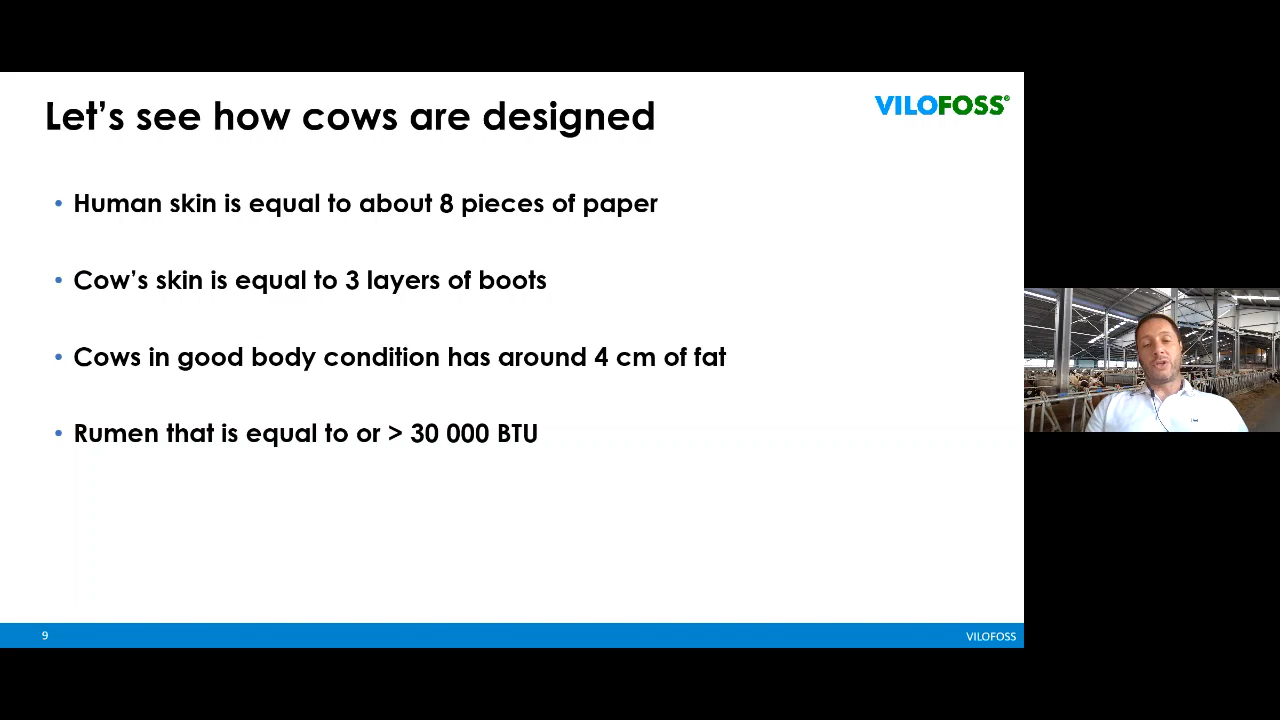 Let's see how cows are designed
VILOFOSS®
• Human skin is equal to about 8 pieces of paper
• Cow's skin is equal to 3 layers of boots
• Cows in good body condition has around 4 cm of fat
• Rumen that is equal to or > 30 000 BTU
9
VILOFOSS